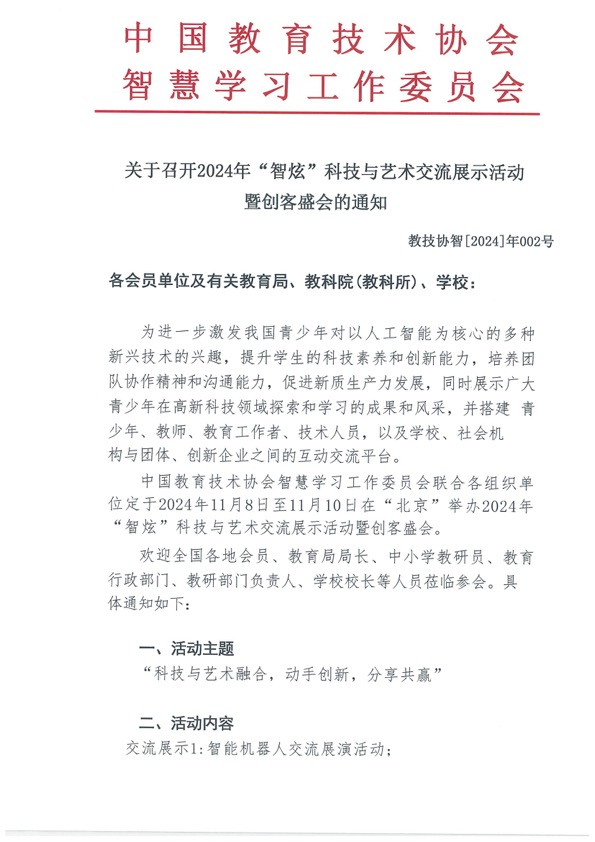 中国教育技术协会
智慧学习工作委员会
关于召开2024年“智炫”科技与艺术交流展示活动
暨创客盛会的通知
教技协智[2024]年002号
各会员单位及有关教育局、教科院(教科所)、学校：
为进一步激发我国青少年对以人工智能为核心的多种
新兴技术的兴趣，提升学生的科技素养和创新能力，培养团
队协作精神和沟通能力，促进新质生产力发展，同时展示广大
青少年在高新科技领域探索和学习的成果和风采，并搭建 青
少年、教师、教育工作者、技术人员，以及学校、社会机
构与团体、创新企业之间的互动交流平台。
中国教育技术协会智慧学习工作委员会联合各组织单
位定于2024年11月8日至11月10日在“北京”举办2024年
“智炫”科技与艺术交流展示活动暨创客盛会。
欢迎全国各地会员、教育局局长、中小学教研员、教育
行政部门、教研部门负责人、学校校长等人员莅临参会。具
体通知如下：
一、活动主题
“科技与艺术融合，动手创新，分享共赢”
二、活动内容
交流展示1:智能机器人交流展演活动;